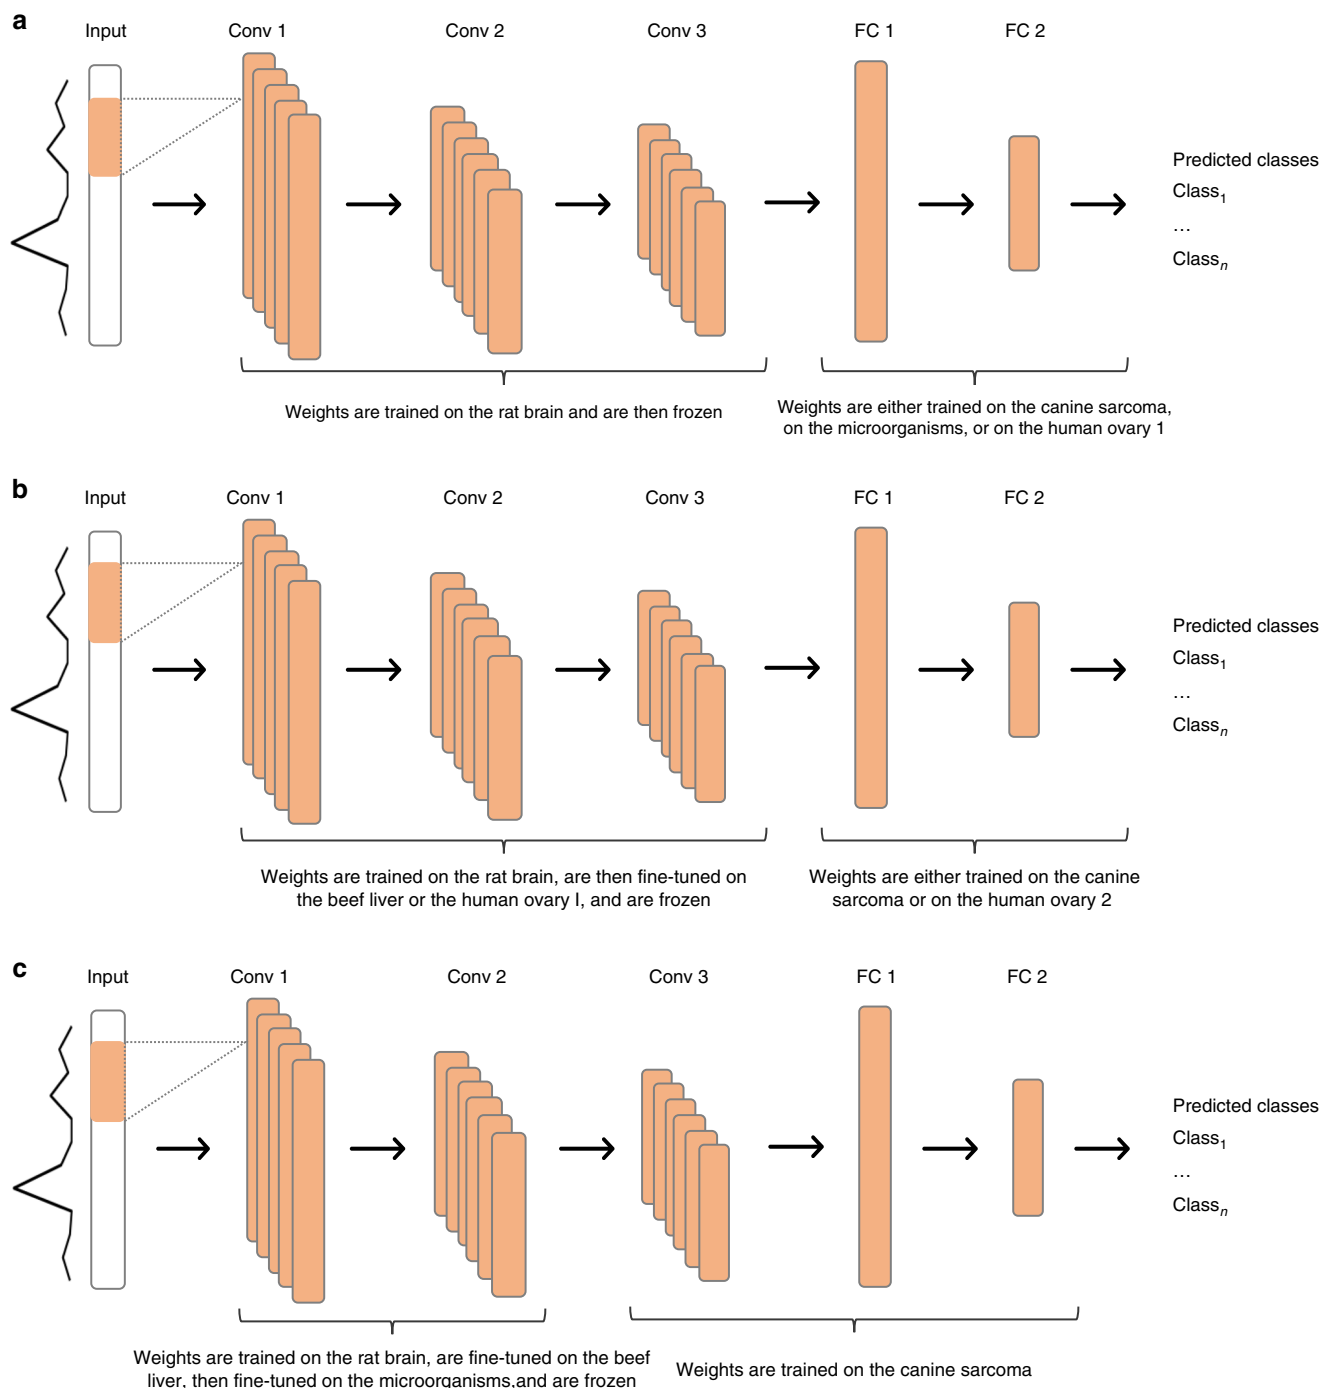 a
Input Conv 1 Conv 2 Conv 3 FC 1 FC 2
Predicted classes
Class1
...
Classn
Weights are trained on the rat brain and are then frozen
Weights are either trained on the canine sarcoma,
on the microorganisms, or on the human ovary 1
b
Input Conv 1 Conv 2 Conv 3 FC 1 FC 2
Predicted classes
Class1
...
Classn
Weights are trained on the rat brain, are then fine-tuned on
the beef liver or the human ovary I, and are frozen
Weights are either trained on the canine
sarcoma or on the human ovary 2
c
Input Conv 1 Conv 2 Conv 3 FC 1 FC 2
Predicted classes
Class1
...
Classn
Weights are trained on the rat brain, are fine-tuned on the beef
liver, then fine-tuned on the microorganisms,and are frozen
Weights are trained on the canine sarcoma